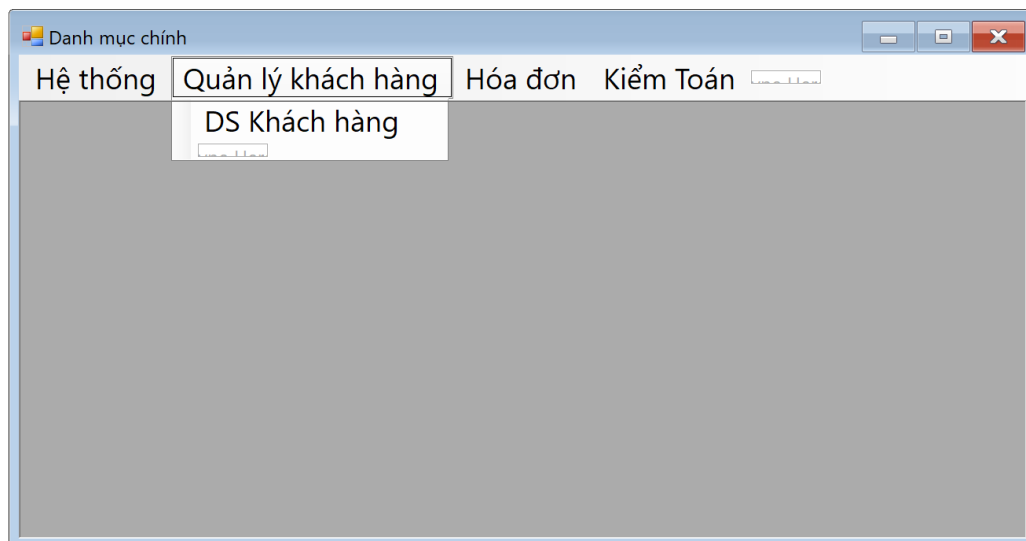 Danh mục chính
Hệ thống Quản lý khách hàng Hóa đơn Kiểm Toán
DS Khách hàng